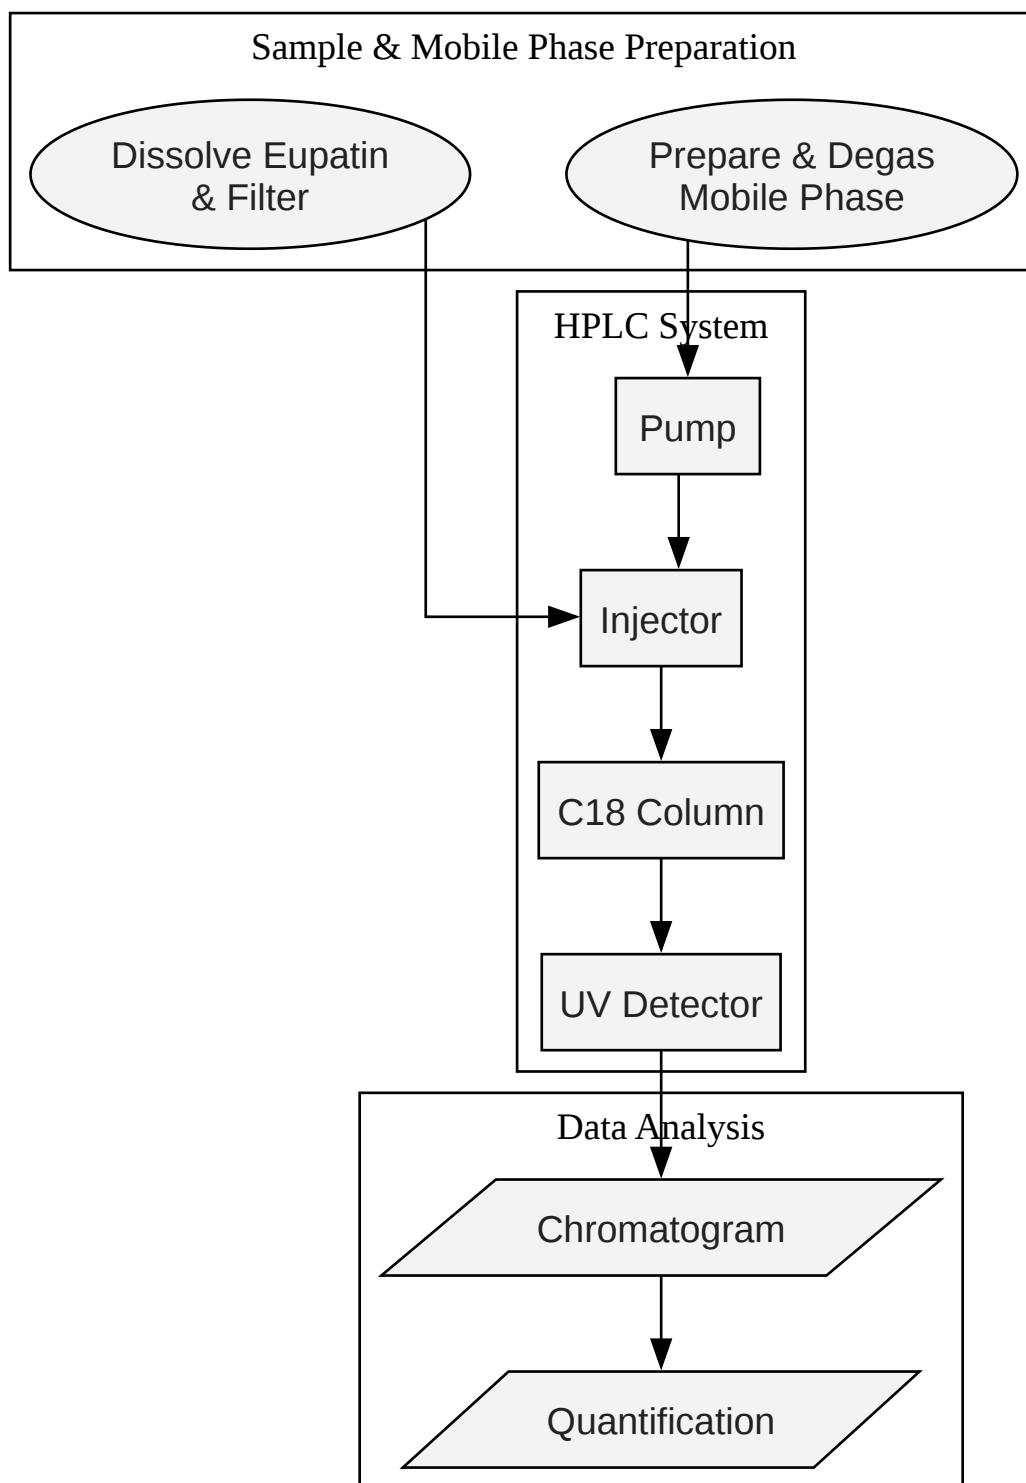 Sample & Mobile Phase Preparation
Dissolve Eupatin
& Filter
Prepare & Degas
Mobile Phase
HPLC System
Pump
Injector
C18 Column
UV Detector
Data Analysis
Chromatogram
Quantification